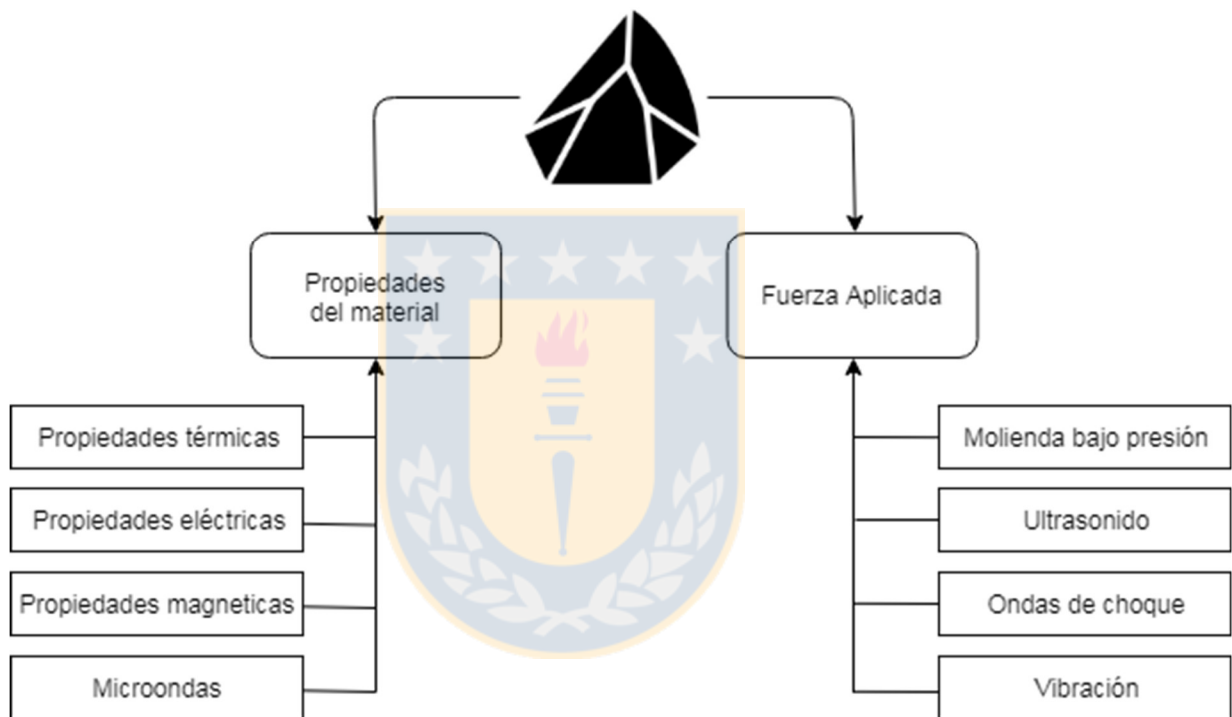 Propiedades
del material
Fuerza Aplicada
Propiedades térmicas
Propiedades eléctricas
Propiedades magneticas
Microondas
Molienda bajo presión
Ultrasonido
Ondas de choque
Vibración